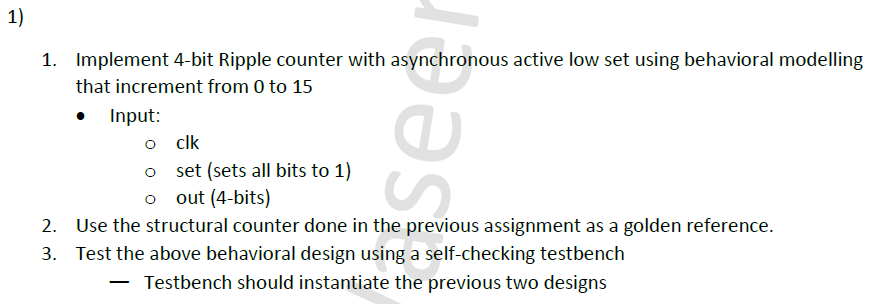 1)
1. Implement 4-bit Ripple counter with asynchronous active low set using behavioral modelling
that increment from 0 to 15
• Input:
o clk
o set (sets all bits to 1)
o out (4-bits)
2. Use the structural counter done in the previous assignment as a golden reference.
3. Test the above behavioral design using a self-checking testbench
— Testbench should instantiate the previous two designs